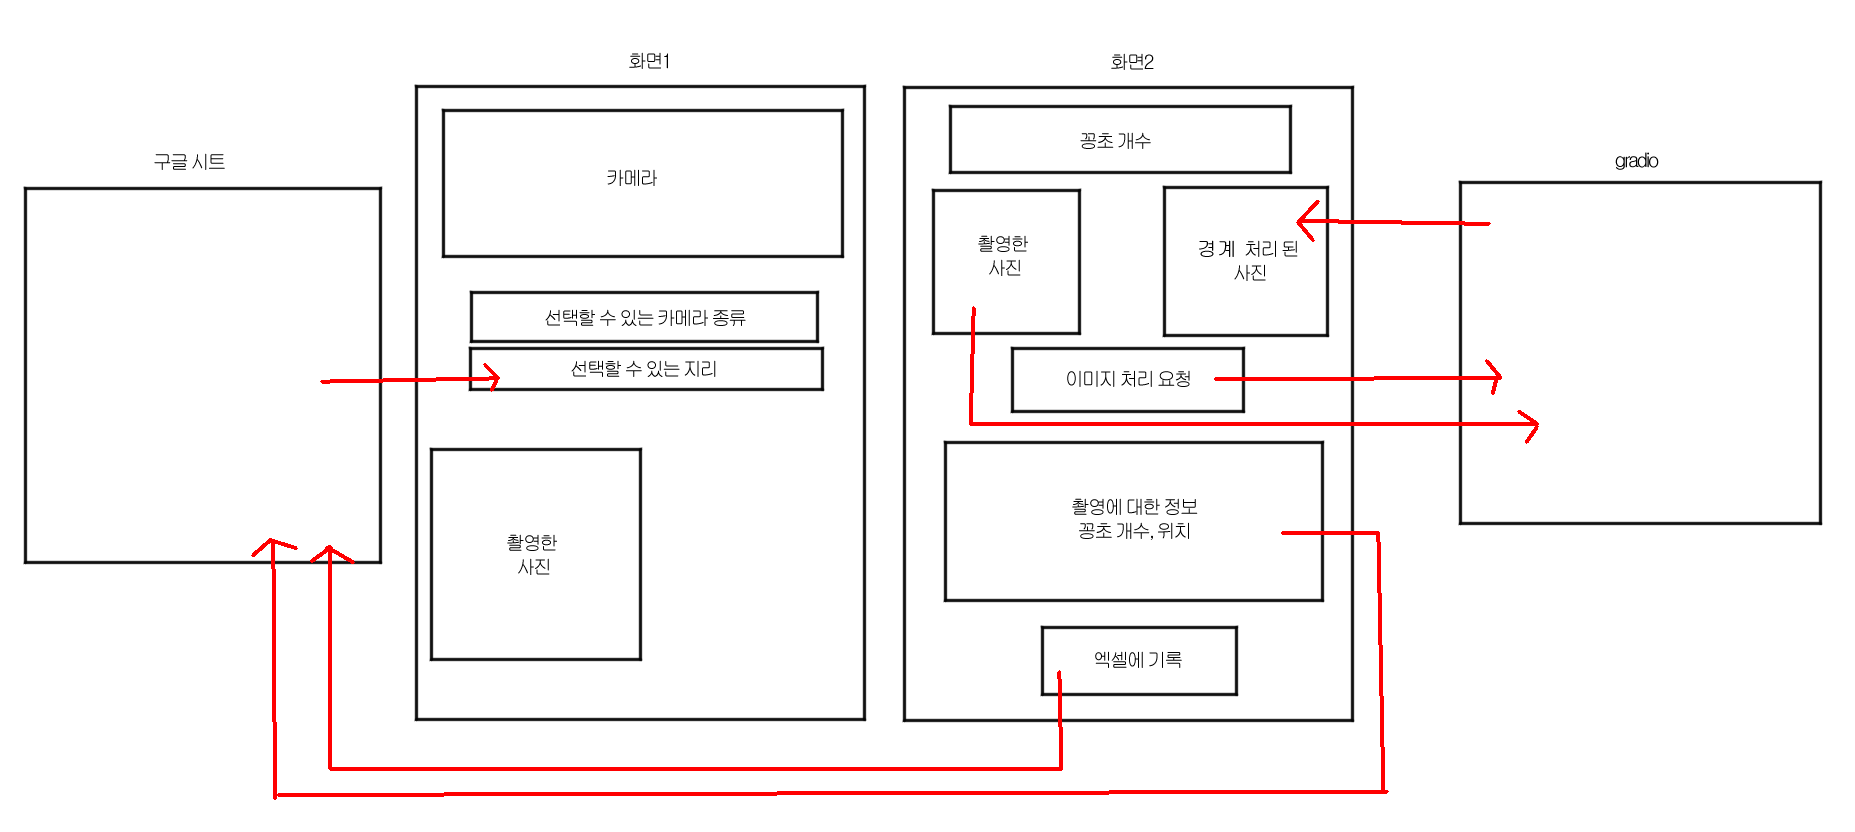 구글 시트
화면1
카메라
선택할 수 있는 카메라 종류
선택할 수 있는 지리
촬영한
사진
화면2
꽁초 개수
촬영한
사진
경계 처리 된
사진
이미지 처리 요청
촬영에 대한 정보
꽁초 개수, 위치
엑셀에 기록
gradio